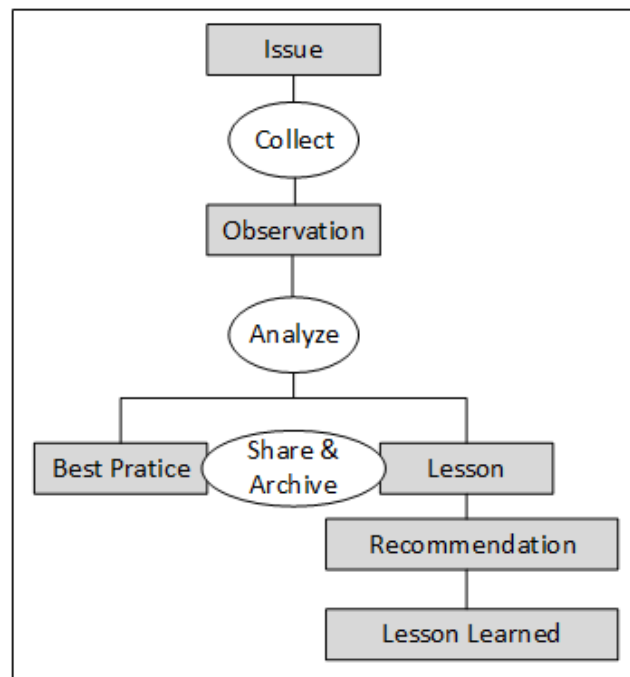 Issue
Collect
Observation
Analyze
Best Pratice
Share &
Archive
Lesson
Recommendation
Lesson Learned